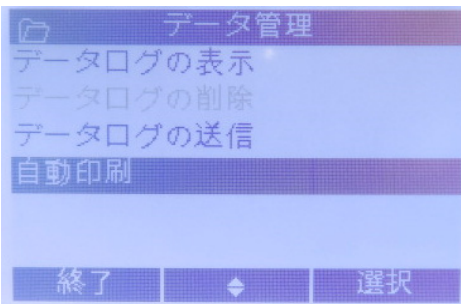 データ管理
データログの表示
データログの削除
データログの送信
自動印刷
終了 選択